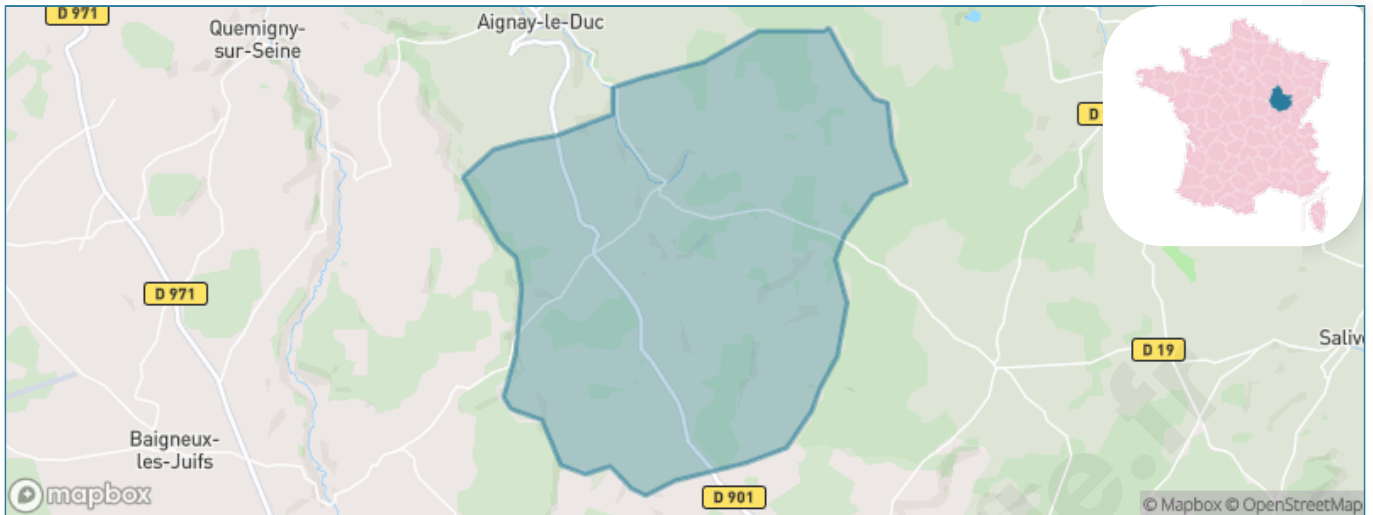 D 971
Quemigny-
sur-Seine
Aignay-le-Duc
D
D 971
D 19
Saliv
Baigneux-
les-Juifs
D 901
mapbox
© Mapbox © OpenStreetMap